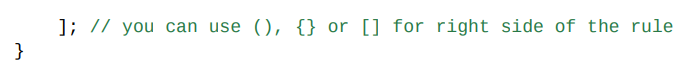 ]; // you can use (), {} or [] for right side of the rule
}